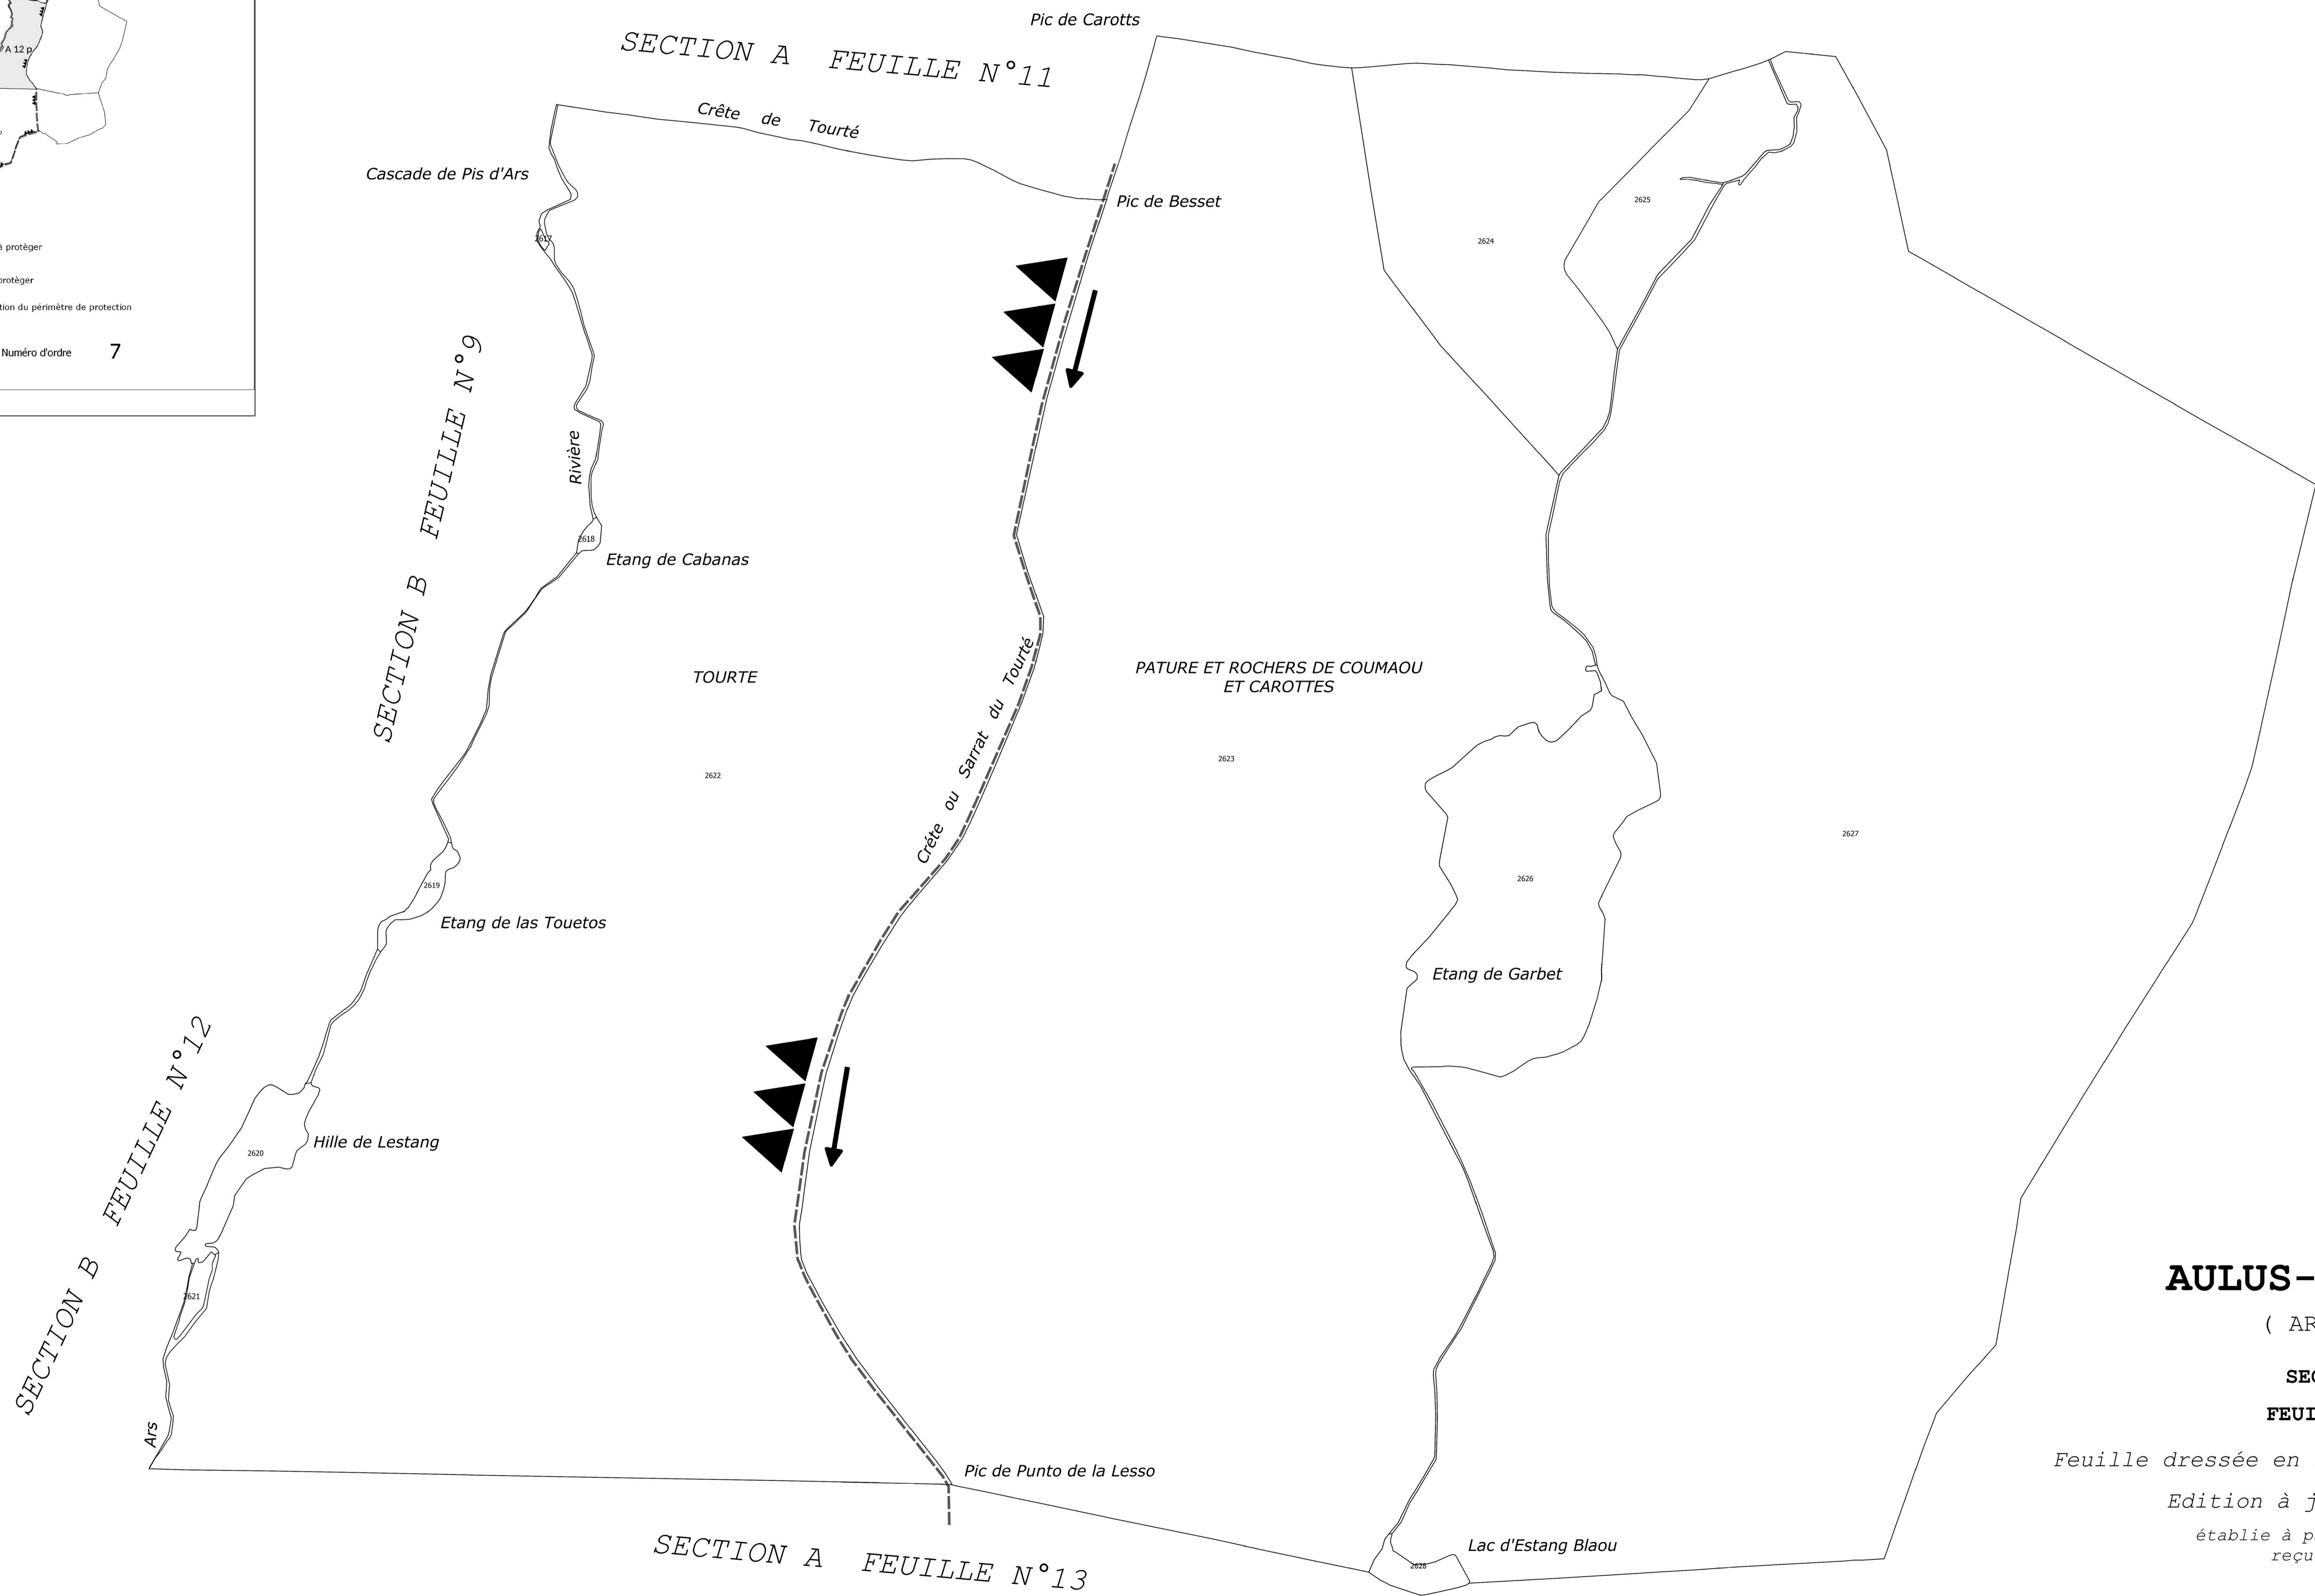 A 12 p
à protèger
protèger
tion du périmètre de protection
Numéro d'ordre 7
Pic de Carotts
SECTION A FEUILLE N°11
Crête de Tourté
Cascade de Pis d'Ars
Pic de Besset
2617
2625
2624
SECTION B FEUILLE N°9
Rivière
2618
Etang de Cabanas
TOURTE
2622
Créte ou Sarrat du Tourté
PATURE ET ROCHERS DE COUMAOU
ET CAROTTES
2623
2627
2626
2619
Etang de las Touetos
Etang de Garbet
SECTION B FEUILLE N°12
Hille de Lestang
2620
2621
Ars
Pic de Punto de la Lesso
SECTION A FEUILLE N°13
Lac d'Estang Blaou
2628
AULUS-
( AR
SEC
FEUI
Feuille dressée en
Edition à j
établie à p
reçu